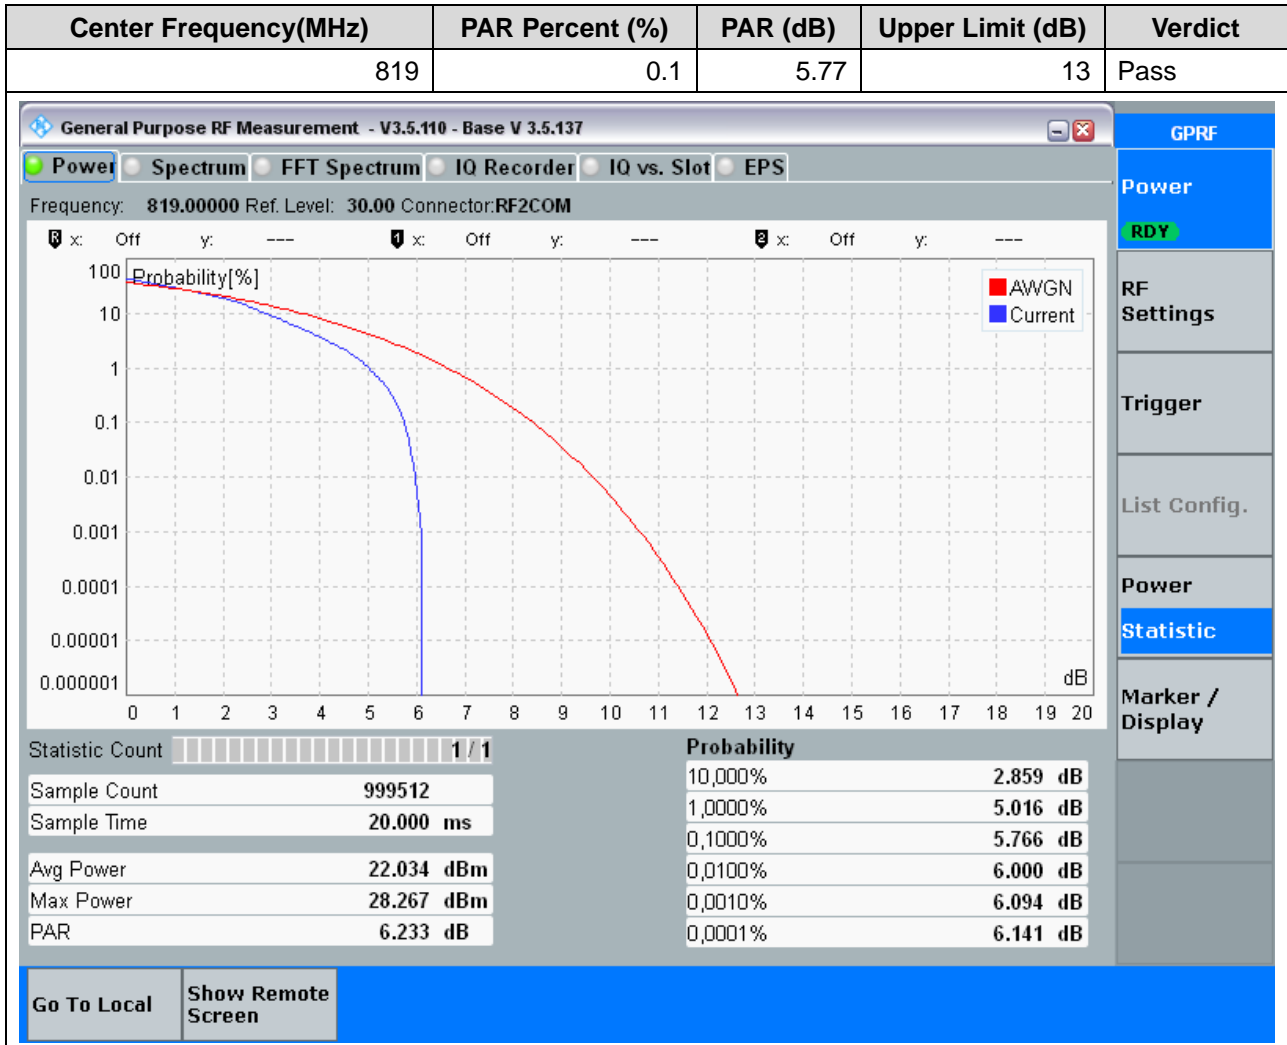 Center Frequency(MHz) PAR Percent (%) PAR (dB) Upper Limit (dB) Verdict
819 0.1 5.77 13 Pass
General Purpose RF Measurement - V3.5.110 - Base V 3.5.137
GPRF
Power Spectrum FFT Spectrum IQ Recorder IQ vs. Slot EPS
Power
RDY
Frequency: 819.00000 Ref. Level: 30.00 Connector:RF2COM
R x: Off y: --- 1 x: Off y: --- 2 x: Off y: ---
Probability[%]
AWGN
Current
100
10
1
0.1
0.01
0.001
0.0001
0.00001
0.000001
dB
0 1 2 3 4 5 6 7 8 9 10 11 12 13 14 15 16 17 18 19 20
RF
Settings
Trigger
List Config.
Power
Statistic
Marker /
Display
Statistic Count 1 / 1
Sample Count 999512
Sample Time 20.000 ms
Avg Power 22.034 dBm
Max Power 28.267 dBm
PAR 6.233 dB
Probability
10,000% 2.859 dB
1,0000% 5.016 dB
0,1000% 5.766 dB
0,0100% 6.000 dB
0,0010% 6.094 dB
0,0001% 6.141 dB
Go To Local
Show Remote
Screen